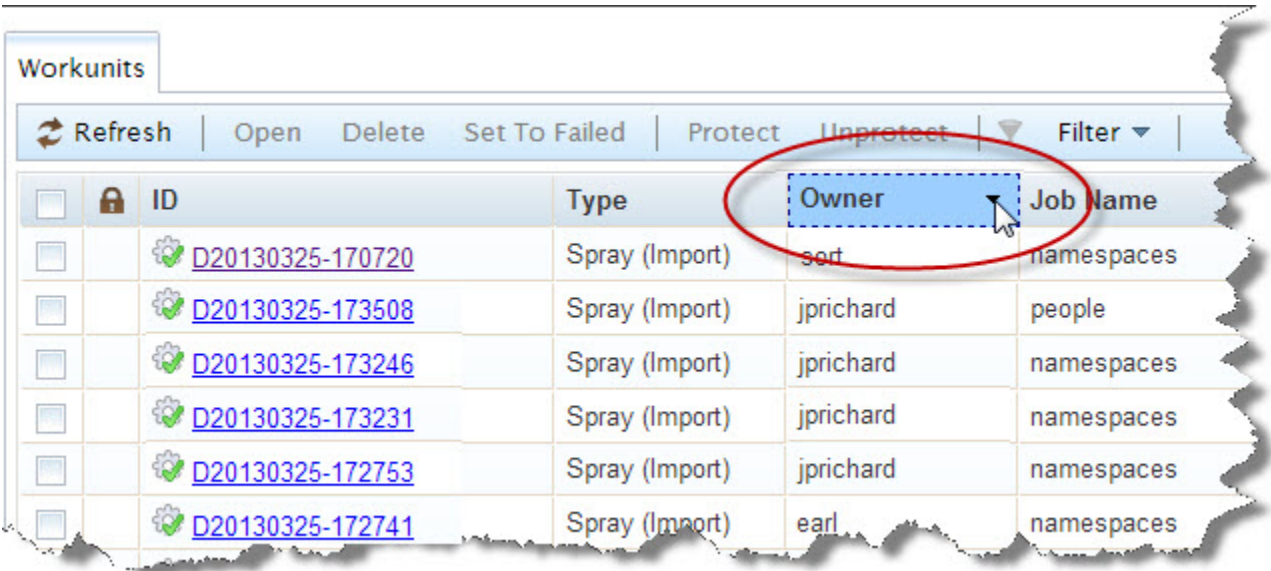 Workunits
Refresh Open Delete Set To Failed Protect Unprotect Filter
ID Type Owner Job Name
D20130325-170720 Spray (Import) sort namespaces
D20130325-173508 Spray (Import) jprichard people
D20130325-173246 Spray (Import) jprichard namespaces
D20130325-173231 Spray (Import) jprichard namespaces
D20130325-172753 Spray (Import) jprichard namespaces
D20130325-172741 Spray (Import) earl namespaces